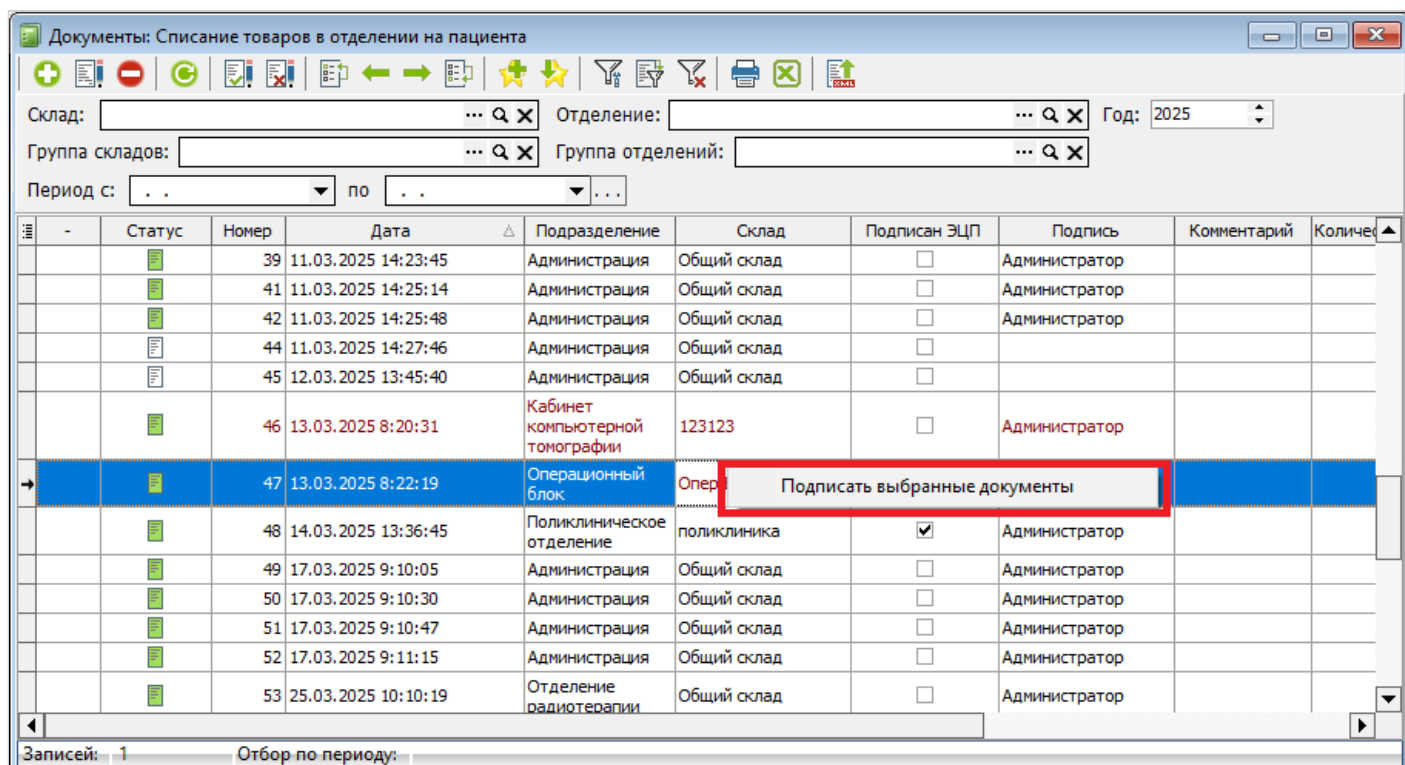 Документы: Списание товаров в отделении на пациента
XML
Склад: ... Отделение: ... Год: 2025
Группа складов: ... Группа отделений: ...
Период с: . . по . . ...
- Статус Номер Дата Подразделение Склад Подписан ЭЦП Подпись Комментарий Количес
39 11.03.2025 14:23:45 Администрация Общий склад Администратор
41 11.03.2025 14:25:14 Администрация Общий склад Администратор
42 11.03.2025 14:25:48 Администрация Общий склад Администратор
44 11.03.2025 14:27:46 Администрация Общий склад
45 12.03.2025 13:45:40 Администрация Общий склад
Кабинет
46 13.03.2025 8:20:31 компьютерной 123123 Администратор
томографии
Операционный
47 13.03.2025 8:22:19 Опер Подписать выбранные документы
блок
Поликлиническое
48 14.03.2025 13:36:45 поликлиника Администратор
отделение
49 17.03.2025 9:10:05 Администрация Общий склад Администратор
50 17.03.2025 9:10:30 Администрация Общий склад Администратор
51 17.03.2025 9:10:47 Администрация Общий склад Администратор
52 17.03.2025 9:11:15 Администрация Общий склад Администратор
Отделение
53 25.03.2025 10:10:19 Общий склад Администратор
радиотерапии
Записей: 1 Отбор по периоду: